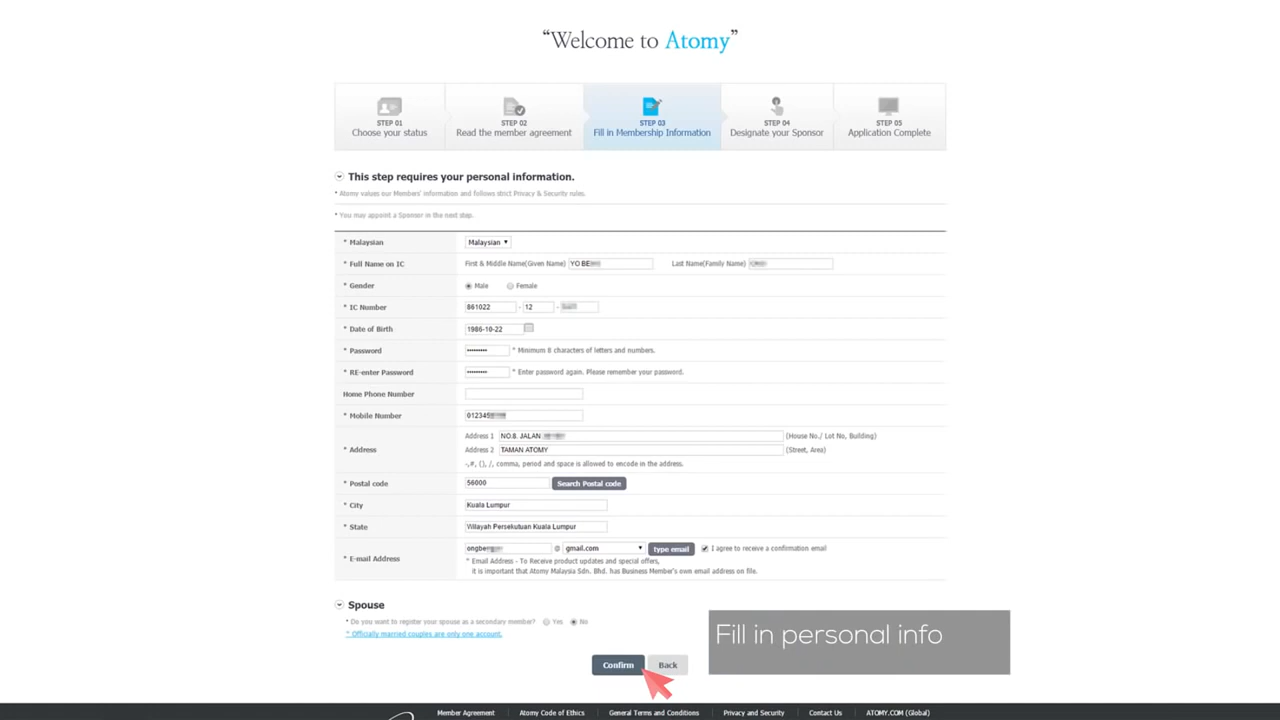 “Welcome to Atomy”
STEP 01
Choose your status
STEP 02
Read the member agreement
STEP 03
Fill in Membership Information
STEP 04
Designate your Sponsor
STEP 05
Application Complete
This step requires your personal information.
* Atomy values our Members' information and follows strict Privacy & Security rules.
* You may appoint a Sponsor in the next step.
* Malaysian Malaysian
* Full Name on IC First & Middle Name(Given Name) YO Last Name(Family Name)
* Gender Male Female
* IC Number 861022 - 12 -
* Date of Birth 1986-10-22
* Password ••••••••• * Minimum 8 characters of letters and numbers.
* RE-enter Password ••••••••• * Enter password again. Please remember your password.
Home Phone Number
* Mobile Number 012345
* Address
Address 1 NO.8. JALAN (House No./ Lot No, Building)
Address 2 TAMAN ATOMY (Street, Area)
-,#, (), /, comma, period and space is allowed to encode in the address.
* Postal code 56000 Search Postal code
* City Kuala Lumpur
* State Wilayah Persekutuan Kuala Lumpur
* E-mail Address
@ gmail.com type email I agree to receive a confirmation email
* Email Address - To Receive product updates and special offers,
it is important that Atomy Malaysia Sdn. Bhd. has Business Member's own email address on file.
Spouse
* Do you want to register your spouse as a secondary member? Yes No
* Officially married couples are only one account.
Fill in personal info
Confirm Back
Member Agreement | Atomy Code of Ethics | General Terms and Conditions | Privacy and Security | Contact Us | ATOMY.COM (Global)